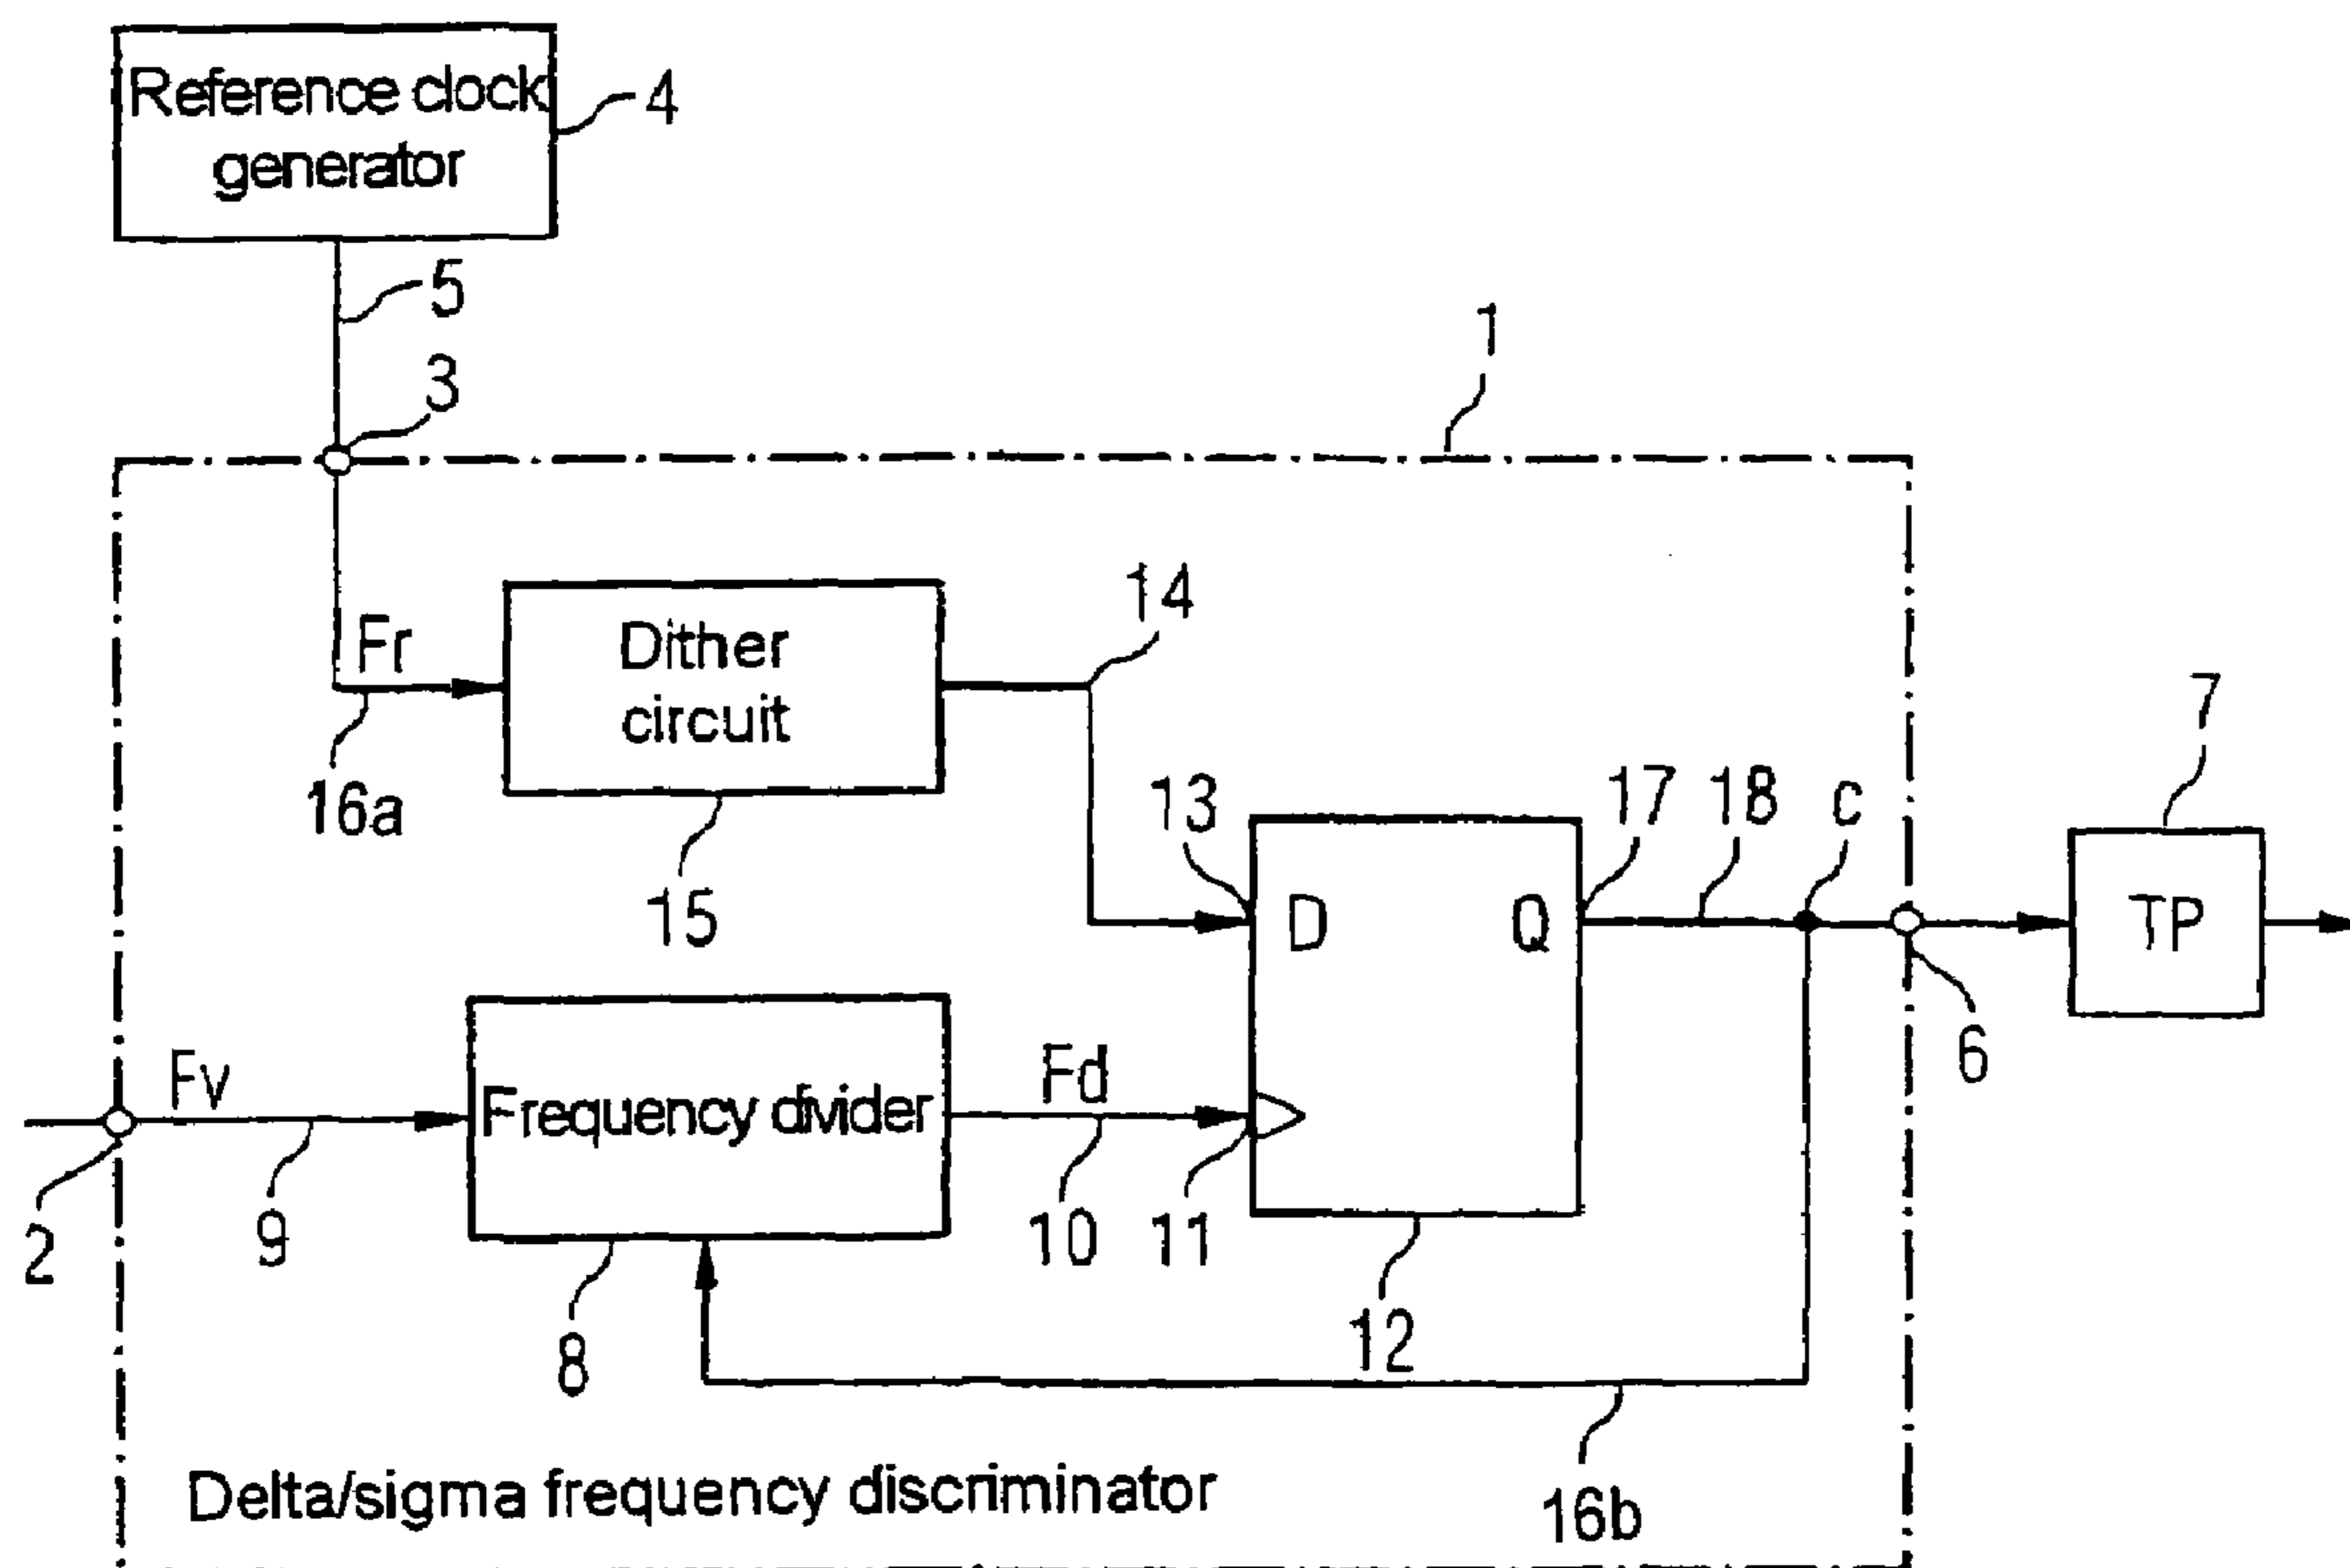 Reference clock
generator
4
5
3
1
Fr
Dither
circuit
14
16a
15
13
17
18
c
7
D
Q
TP
6
Fv
Frequency divider
Fd
2
9
8
10
11
12
16b
Delta/sigma frequency discriminator